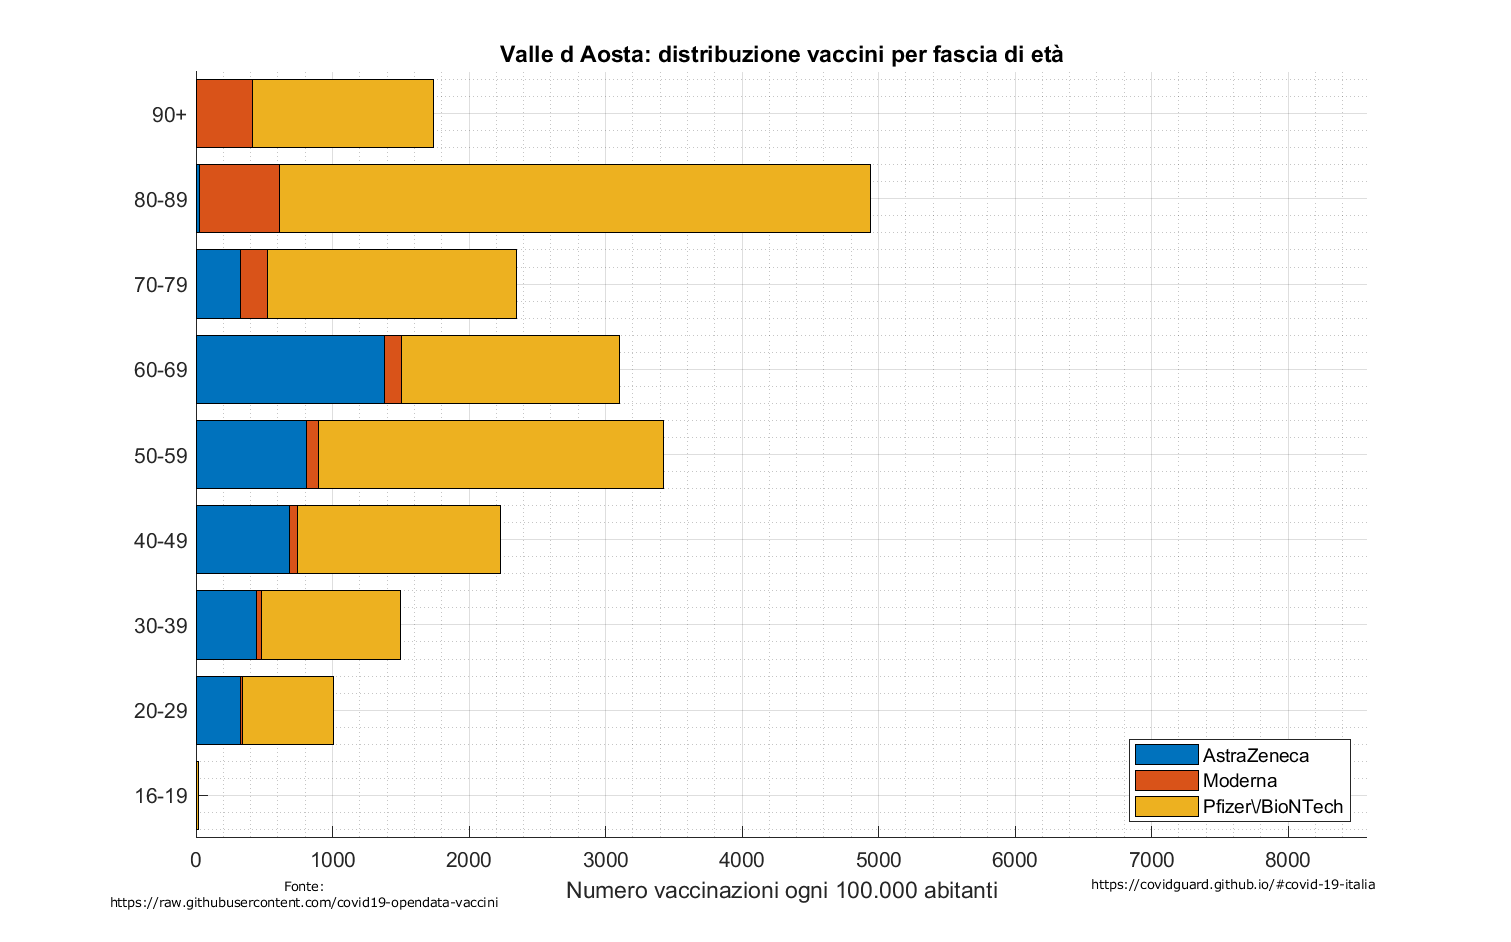 Valle d Aosta: distribuzione vaccini per fascia di età
90+
80-89
70-79
60-69
50-59
40-49
30-39
20-29
16-19
AstraZeneca
Moderna
Pfizer\/BioNTech
0 1000 2000 3000 4000 5000 6000 7000 8000
Numero vaccinazioni ogni 100.000 abitanti
Fonte:
https://raw.githubusercontent.com/covid19-opendata-vaccini
https://covidguard.github.io/#covid-19-italia